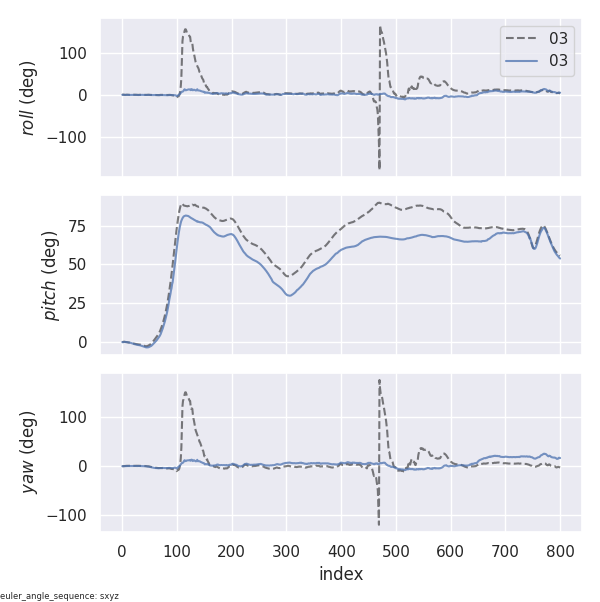 03
03
roll (deg)
100
0
−100
pitch (deg)
75
50
25
0
yaw (deg)
100
0
−100
0 100 200 300 400 500 600 700 800
index
euler_angle_sequence: sxyz